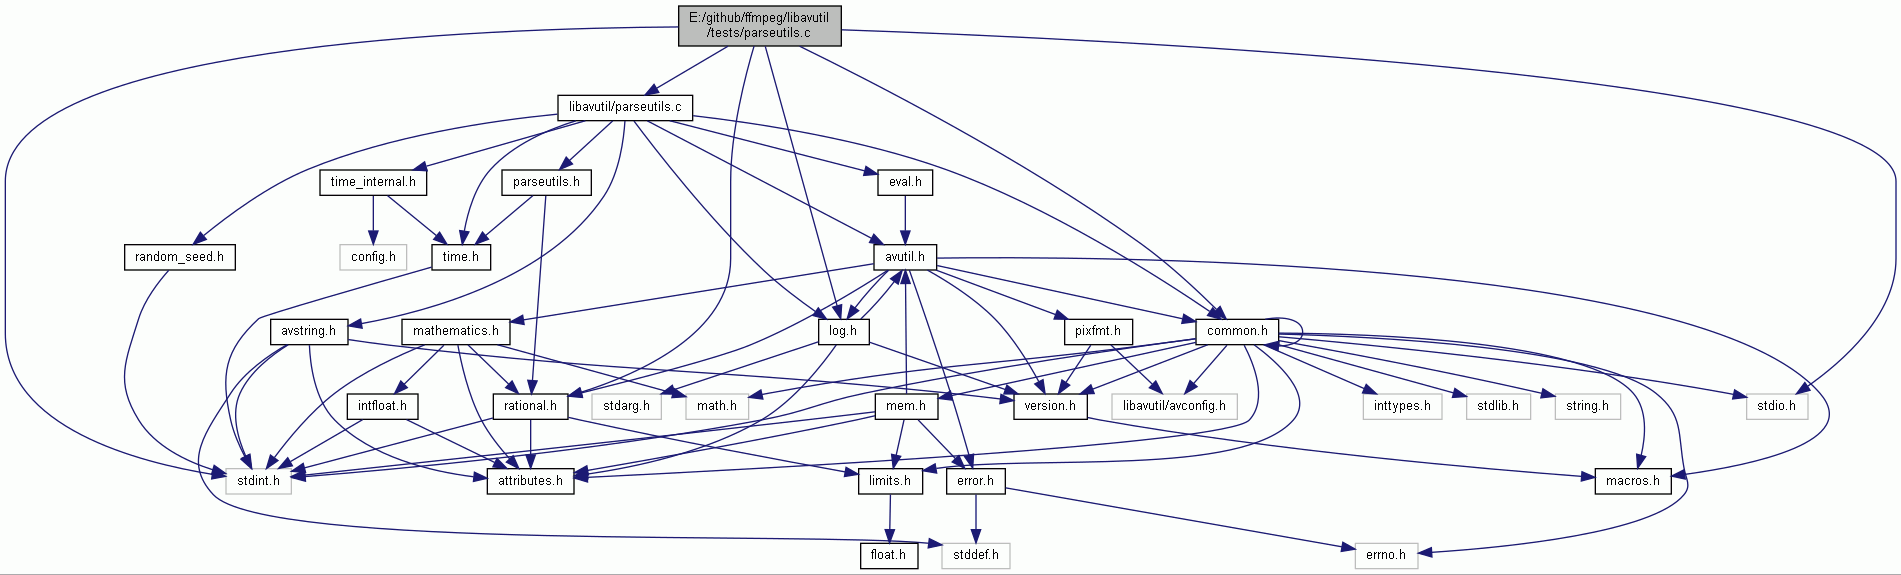 E:/github/ffmpeg/libavutil
/tests/parseutils.c
libavutil/parseutils.c
time_internal.h
parseutils.h
eval.h
random_seed.h
config.h
time.h
avutil.h
avstring.h
mathematics.h
log.h
pixfmt.h
common.h
intfloat.h
rational.h
stdarg.h
math.h
mem.h
version.h
libavutil/avconfig.h
inttypes.h
stdlib.h
string.h
stdio.h
stdint.h
attributes.h
limits.h
error.h
macros.h
float.h
stddef.h
errno.h